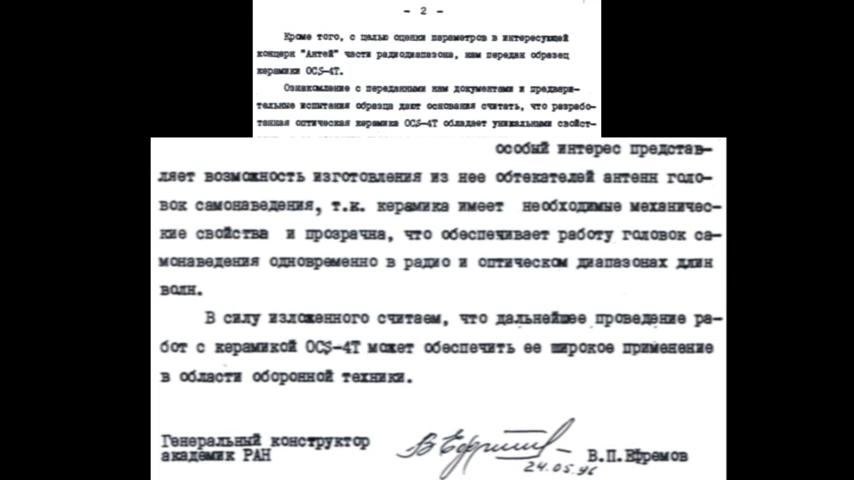 - 2 -
Кроме того, с целью оценки параметров в интересующей
концерн "Антей" части радиодиапазона, нам передан образец
керамики OCS-4T.
Ознакомление с переданными нам документами и предвари-
тельные испытания образца дают основания считать, что разрабо-
танная оптическая керамика OCS-4T обладает уникальными свойст-
особый интерес представ-
ляет возможность изготовления из нее обтекателей антенн голо-
вок самонаведения, т.к. керамика имеет необходимые механичес-
кие свойства и прозрачна, что обеспечивает работу головок са-
монаведения одновременно в радио и оптическом диапазонах длин
волн.
В силу изложенного считаем, что дальнейшее проведение ра-
бот с керамикой OCS-4T может обеспечить ее широкое применение
в области оборонной техники.
Генеральный конструктор
академик РАН
В Ефремов
24.05.96
В.П.Ефремов